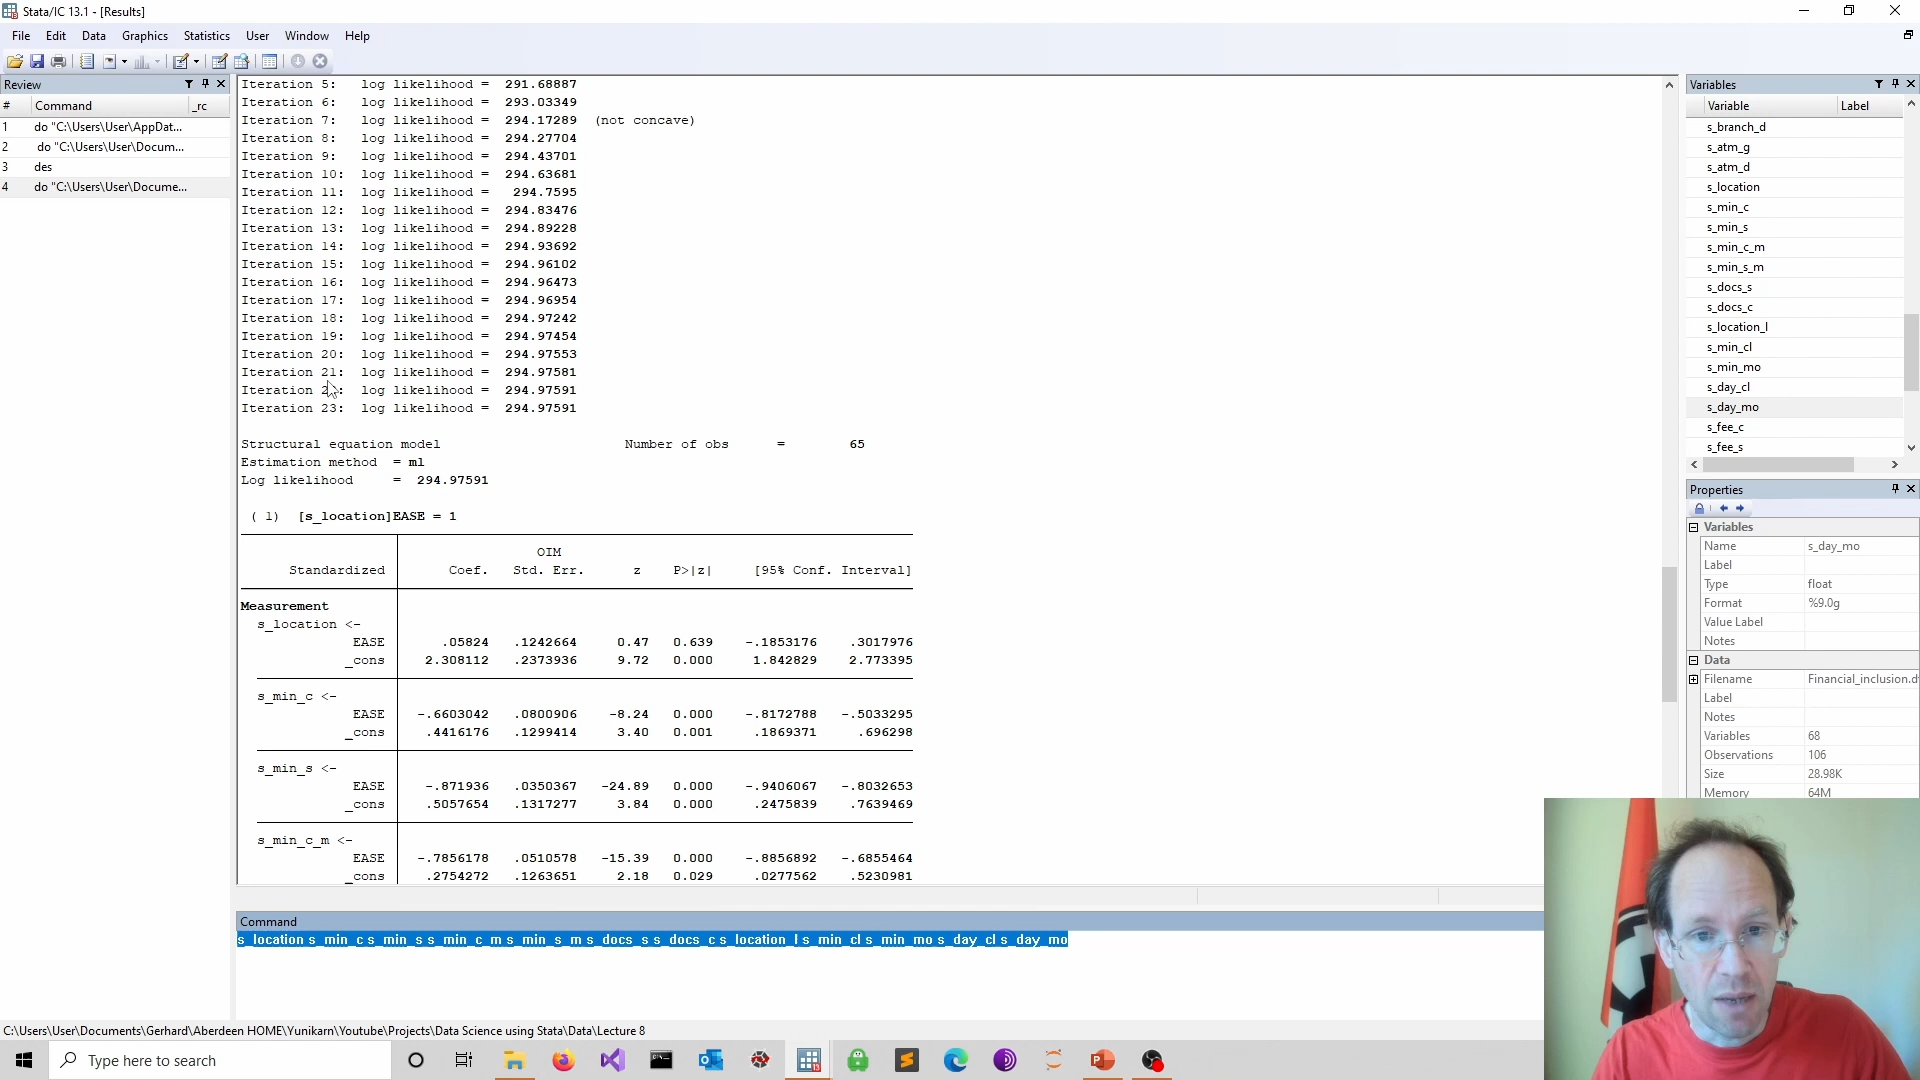 Stata/IC 13.1 - [Results]
File Edit Data Graphics Statistics User Window Help
Review
# Command _rc
1 do "C:\Users\User\AppDat...
2 do "C:\Users\User\Docum...
3 des
4 do "C:\Users\User\Docume...
Iteration 5: log likelihood = 291.68887
Iteration 6: log likelihood = 293.03349
Iteration 7: log likelihood = 294.17289 (not concave)
Iteration 8: log likelihood = 294.27704
Iteration 9: log likelihood = 294.43701
Iteration 10: log likelihood = 294.63681
Iteration 11: log likelihood = 294.7595
Iteration 12: log likelihood = 294.83476
Iteration 13: log likelihood = 294.89228
Iteration 14: log likelihood = 294.93692
Iteration 15: log likelihood = 294.96102
Iteration 16: log likelihood = 294.96473
Iteration 17: log likelihood = 294.96954
Iteration 18: log likelihood = 294.97242
Iteration 19: log likelihood = 294.97454
Iteration 20: log likelihood = 294.97553
Iteration 21: log likelihood = 294.97581
Iteration log likelihood = 294.97591
Iteration 23: log likelihood = 294.97591
Structural equation model Number of obs = 65
Estimation method = ml
Log likelihood = 294.97591
( 1) [s_location]EASE = 1
OIM
Standardized Coef. Std. Err. z P>|z| [95% Conf. Interval]
Measurement
s_location <-
EASE .05824 .1242664 0.47 0.639 -.1853176 .3017976
_cons 2.308112 .2373936 9.72 0.000 1.842829 2.773395
s_min_c <-
EASE -.6603042 .0800906 -8.24 0.000 -.8172788 -.5033295
_cons .4416176 .1299414 3.40 0.001 .1869371 .696298
s_min_s <-
EASE -.871936 .0350367 -24.89 0.000 -.9406067 -.8032653
_cons .5057654 .1317277 3.84 0.000 .2475839 .7639469
s_min_c_m <-
EASE -.7856178 .0510578 -15.39 0.000 -.8856892 -.6855464
_cons .2754272 .1263651 2.18 0.029 .0277562 .5230981
Command
s_location s_min_c s_min_s s_min_c_m s_min_s_m s_docs_s s_docs_c s_location_l s_min_cl s_min_mo s_day_cl s_day_mo
Variables
Variable Label
s_branch_d
s_atm_g
s_atm_d
s_location
s_min_c
s_min_s
s_min_c_m
s_min_s_m
s_docs_s
s_docs_c
s_location_l
s_min_cl
s_min_mo
s_day_cl
s_day_mo
s_fee_c
s_fee_s
Properties
Variables
Name s_day_mo
Label
Type float
Format %9.0g
Value Label
Notes
Data
Filename Financial_inclusion.d
Label
Notes
Variables 68
Observations 106
Size 28.98K
Memory 64M
C:\Users\User\Documents\Gerhard\Aberdeen HOME\Yunikarn\Youtube\Projects\Data Science using Stata\Data\Lecture 8
Type here to search